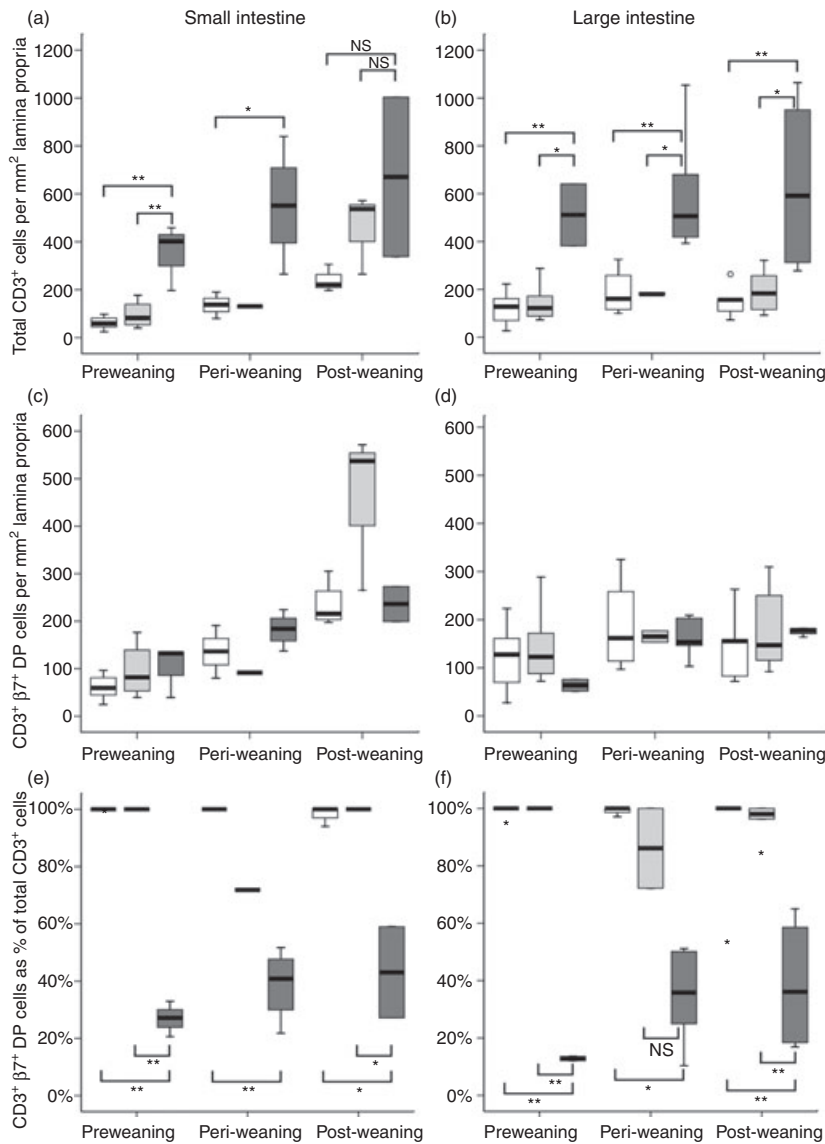 (a) Small intestine
(b) Large intestine
Total CD3+ cells per mm2 lamina propria
1200
1000
800
600
400
200
0
** ** * NS NS
Preweaning Peri-weaning Post-weaning
1200
1000
800
600
400
200
0
** * ** * ** *
Preweaning Peri-weaning Post-weaning
(c)
CD3+ β7+ DP cells per mm2 lamina propria
600
500
400
300
200
100
0
Preweaning Peri-weaning Post-weaning
(d)
600
500
400
300
200
100
0
Preweaning Peri-weaning Post-weaning
(e)
CD3+ β7+ DP cells as % of total CD3+ cells
100%
80%
60%
40%
20%
0%
** ** ** * *
Preweaning Peri-weaning Post-weaning
(f)
100%
80%
60%
40%
20%
0%
** ** NS * ** **
Preweaning Peri-weaning Post-weaning